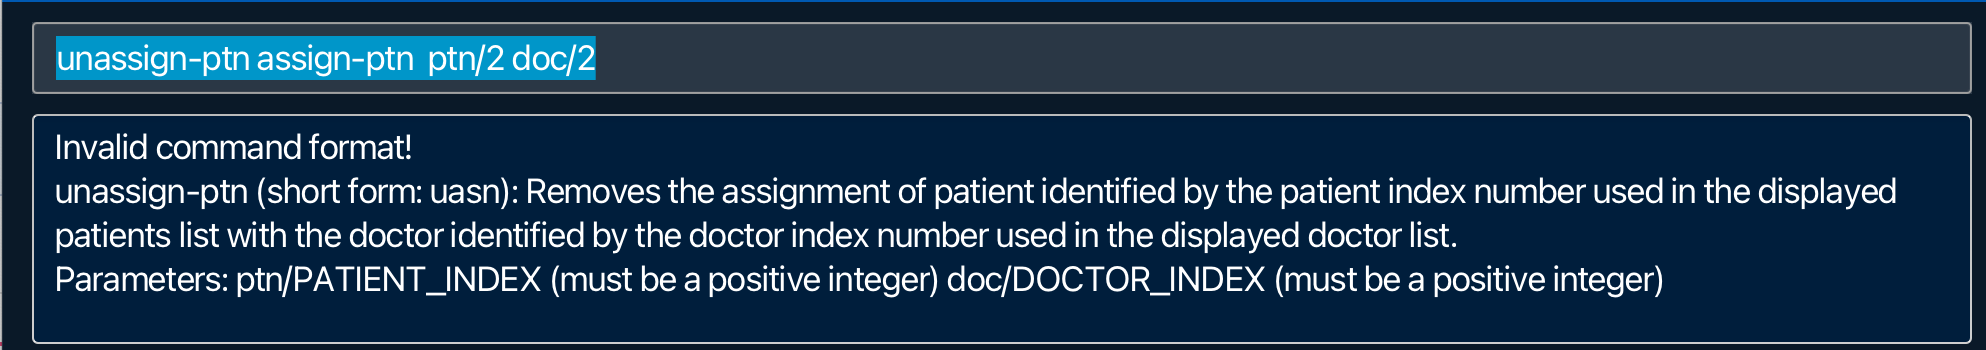 unassign-ptn assign-ptn  ptn/2 doc/2
Invalid command format!
unassign-ptn (short form: uasn): Removes the assignment of patient identified by the patient index number used in the displayed
patients list with the doctor identified by the doctor index number used in the displayed doctor list.
Parameters: ptn/PATIENT_INDEX (must be a positive integer) doc/DOCTOR_INDEX (must be a positive integer)